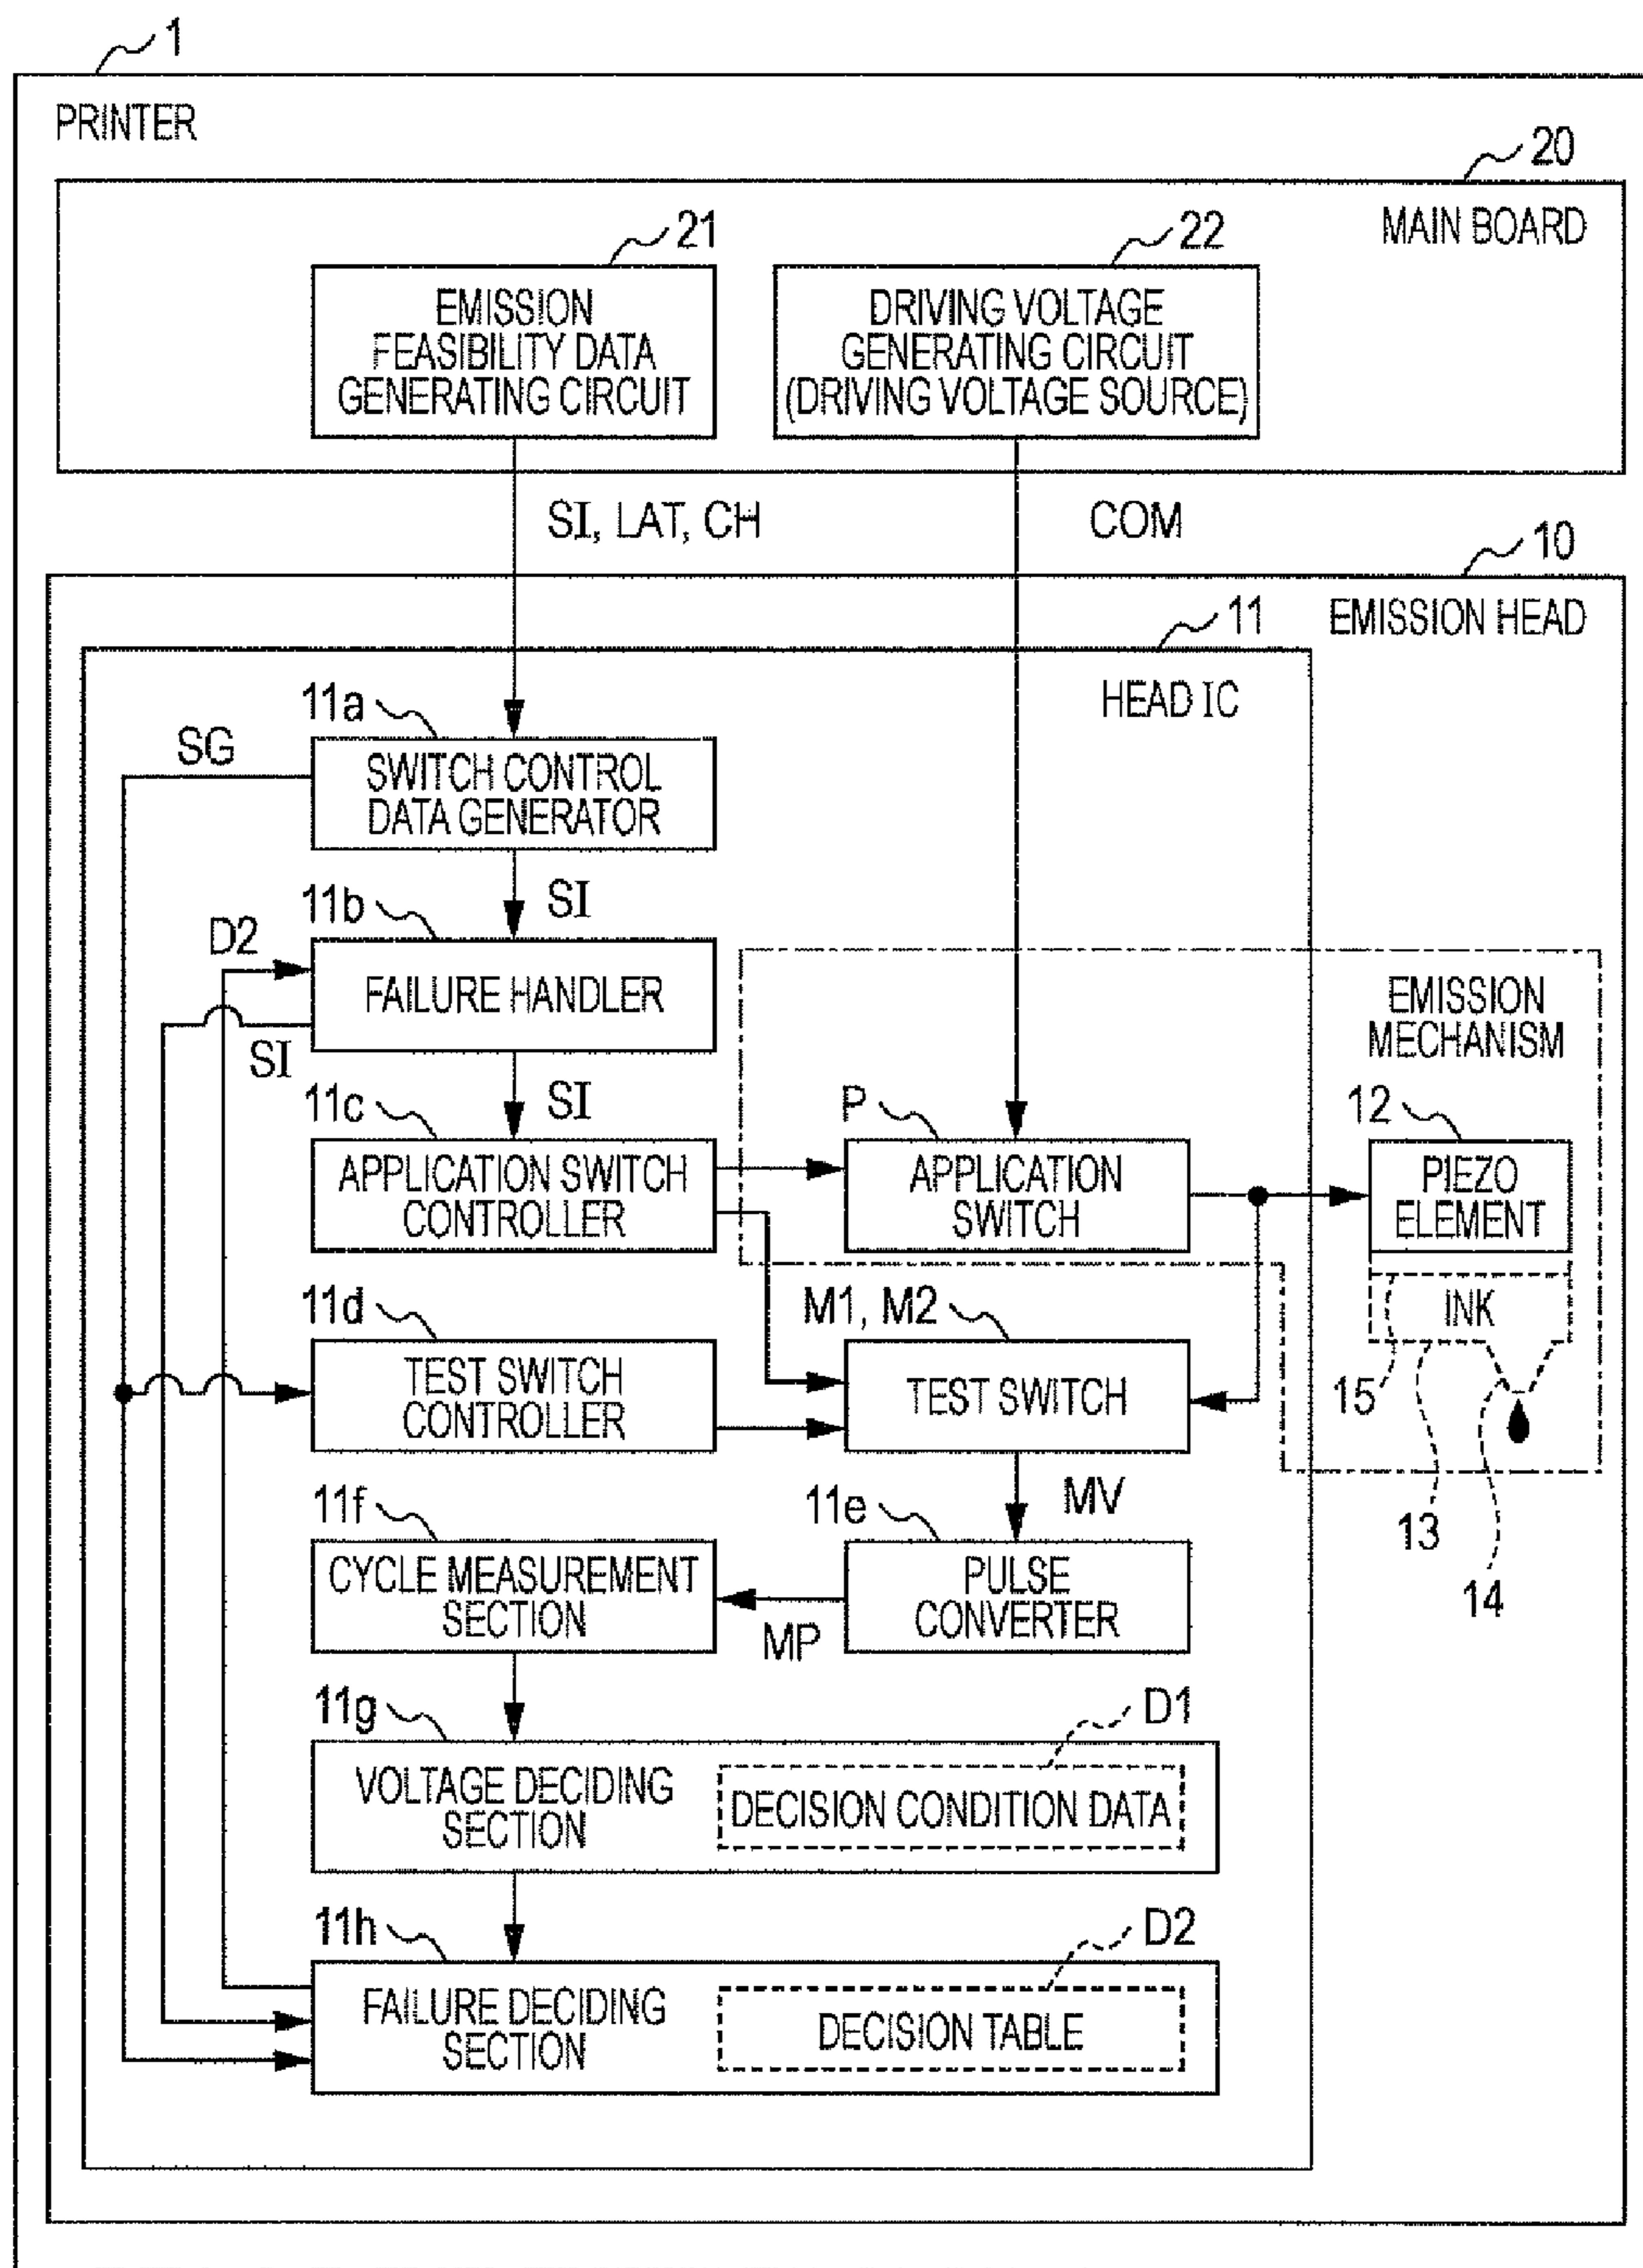 1
PRINTER
20
MAIN BOARD
21
EMISSION
FEASIBILITY DATA
GENERATING CIRCUIT
22
DRIVING VOLTAGE
GENERATING CIRCUIT
(DRIVING VOLTAGE SOURCE)
SI, LAT, CH
COM
10
EMISSION HEAD
11
HEAD IC
11a
SG
SWITCH CONTROL
DATA GENERATOR
SI
11b
D2
FAILURE HANDLER
SI
SI
EMISSION
MECHANISM
11c
APPLICATION SWITCH
CONTROLLER
P
APPLICATION
SWITCH
12
PIEZO
ELEMENT
INK
15
13
14
11d
TEST SWITCH
CONTROLLER
M1, M2
TEST SWITCH
MV
11f
CYCLE MEASUREMENT
SECTION
MP
11e
PULSE
CONVERTER
11g
VOLTAGE DECIDING
SECTION
D1
DECISION CONDITION DATA
11h
FAILURE DECIDING
SECTION
D2
DECISION TABLE